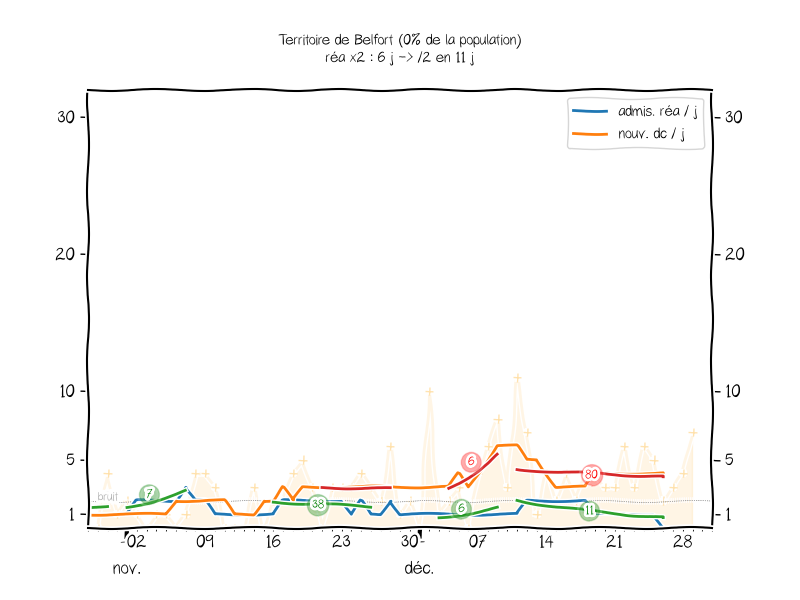 Territoire de Belfort (0% de la population)
réa x2 : 6 j -> /2 en 11 j
admis. réa / j
nouv. dc / j
30 30
20 20
10 10
5 5
1 1
bruit
7 38 6 6 80 11
02 09 16 23 30 07 14 21 28
nov. déc.